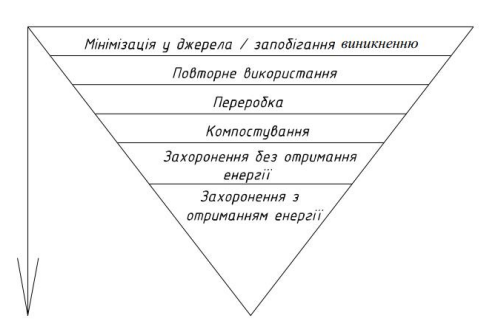 Мінімізація у джерела / запобігання виникненню
Повторне використання
Переробка
Компостування
Захоронення без отримання
енергії
Захоронення з
отриманням енергії